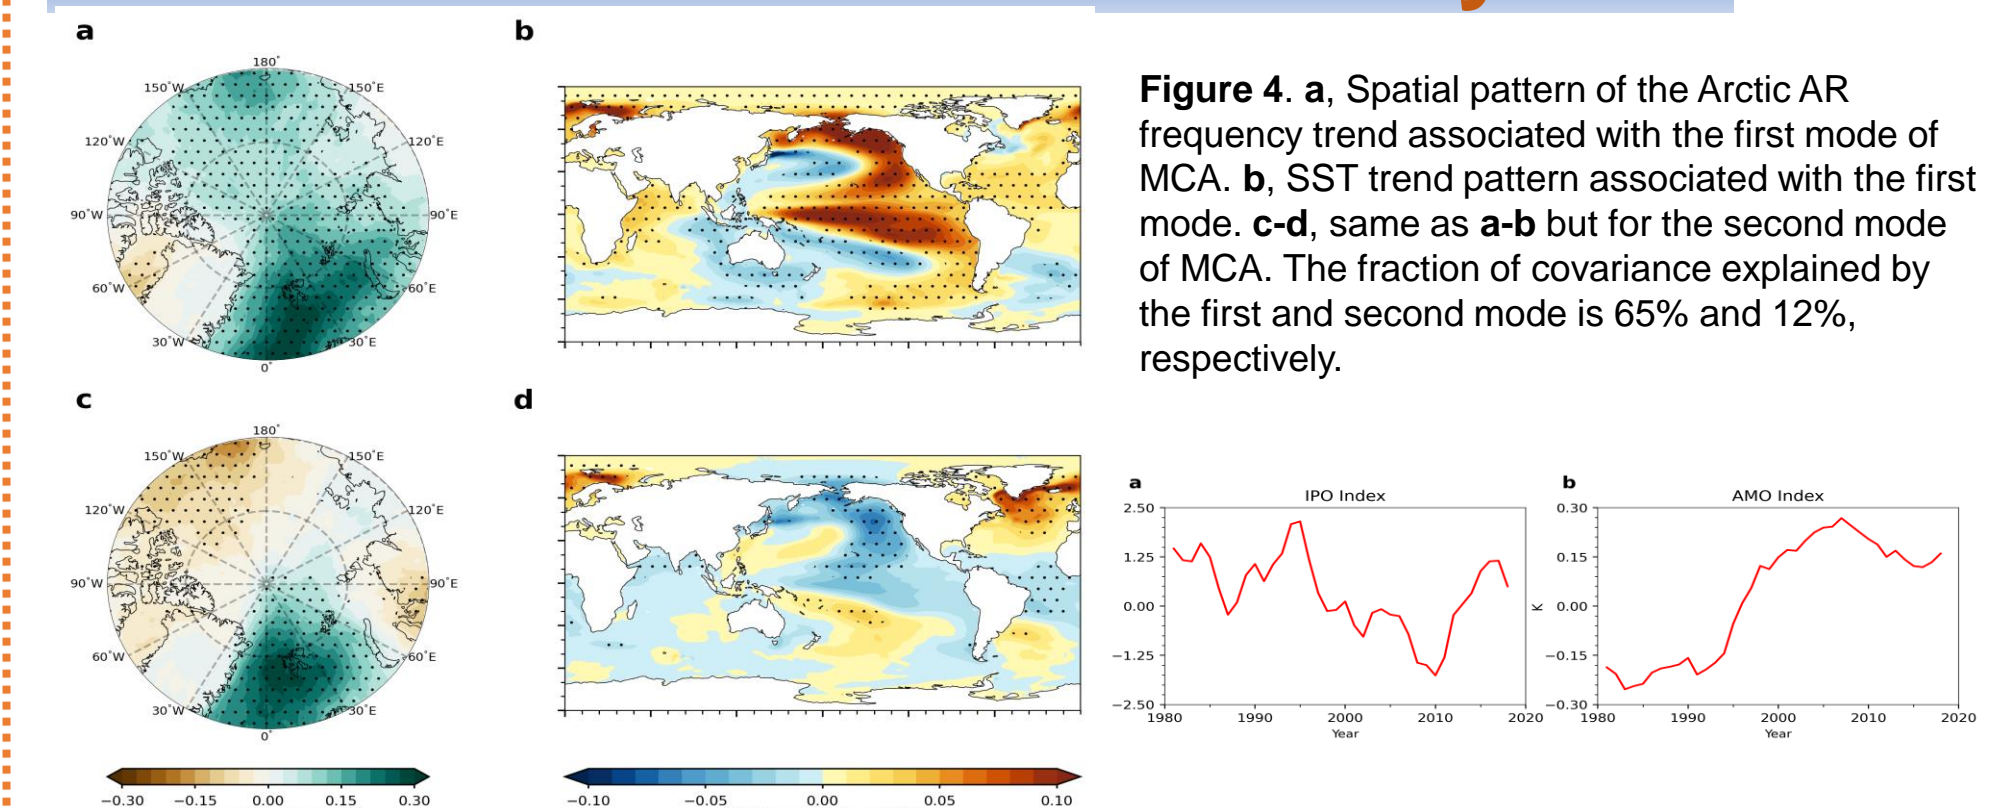 a
180°
150°W
150°E
120°W
120°E
90°W
90°E
60°W
60°E
30°W
30°E
0°
b
Figure 4. a, Spatial pattern of the Arctic AR
frequency trend associated with the first mode of
MCA. b, SST trend pattern associated with the first
mode. c-d, same as a-b but for the second mode
of MCA. The fraction of covariance explained by
the first and second mode is 65% and 12%,
respectively.
c
180°
150°W
150°E
120°W
120°E
90°W
90°E
60°W
60°E
30°W
30°E
0°
−0.30 −0.15 0.00 0.15 0.30
d
−0.10 −0.05 0.00 0.05 0.10
a
IPO Index
2.50
1.25
0.00
−1.25
−2.50
1980 1990 2000 2010 2020
Year
b
AMO Index
K
0.30
0.15
0.00
−0.15
−0.30
1980 1990 2000 2010 2020
Year